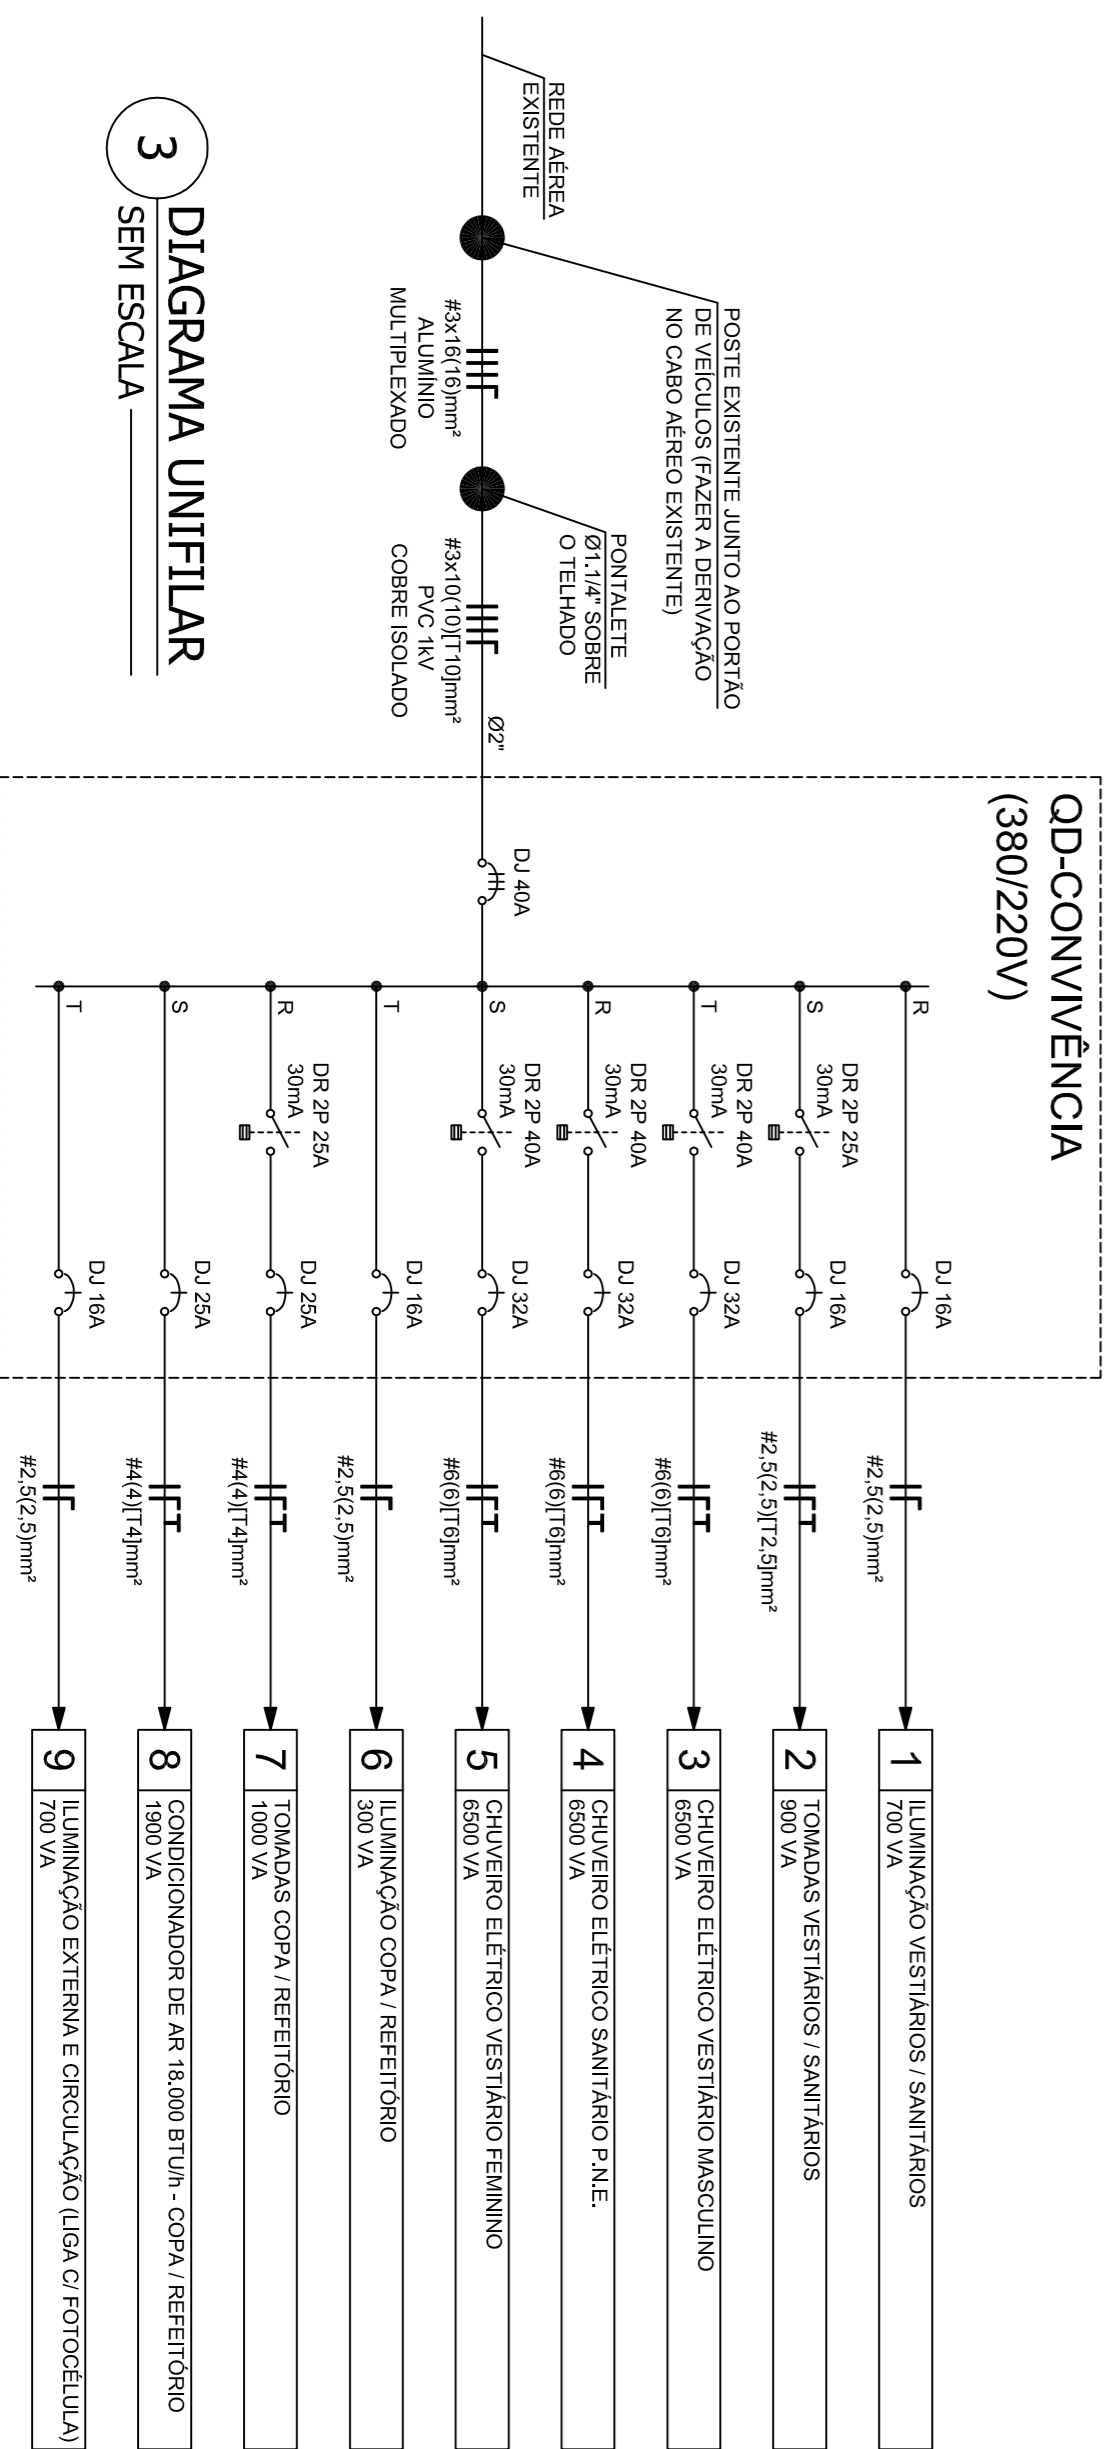 QD-CONVIVÊNCIA
(380/220V)
REDE AÉREA
EXISTENTE
POSTE EXISTENTE JUNTO AO PORTÃO
DE VEÍCULOS (FAZER A DERIVAÇÃO
NO CABO AÉREO EXISTENTE)
#3x16(16)mm²
ALUMÍNIO
MULTIPLEXADO
PONTALETE
Ø1.1/4" SOBRE
O TELHADO
#3x10(10)[T10]mm²
PVC 1kV
COBRE ISOLADO
Ø2"
DJ 40A
R
DJ 16A
#2,5(2,5)mm²
1
ILUMINAÇÃO VESTIÁRIOS / SANITÁRIOS
700 VA
S
DR 2P 25A
30mA
DJ 16A
#2,5(2,5)[T2,5]mm²
2
TOMADAS VESTIÁRIOS / SANITÁRIOS
900 VA
T
DR 2P 40A
30mA
DJ 32A
#6(6)[T6]mm²
3
CHUVEIRO ELÉTRICO VESTIÁRIO MASCULINO
6500 VA
R
DR 2P 40A
30mA
DJ 32A
#6(6)[T6]mm²
4
CHUVEIRO ELÉTRICO SANITÁRIO P.N.E.
6500 VA
S
DR 2P 40A
30mA
DJ 32A
#6(6)[T6]mm²
5
CHUVEIRO ELÉTRICO VESTIÁRIO FEMININO
6500 VA
T
DJ 16A
#2,5(2,5)mm²
6
ILUMINAÇÃO COPA / REFEITÓRIO
300 VA
R
DR 2P 25A
30mA
DJ 25A
#4(4)[T4]mm²
7
TOMADAS COPA / REFEITÓRIO
1000 VA
S
DJ 25A
#4(4)[T4]mm²
8
CONDICIONADOR DE AR 18.000 BTU/h - COPA / REFEITÓRIO
1900 VA
T
DJ 16A
#2,5(2,5)mm²
9
ILUMINAÇÃO EXTERNA E CIRCULAÇÃO (LIGA C/ FOTOCÉLULA)
700 VA
3
DIAGRAMA UNIFILAR
SEM ESCALA